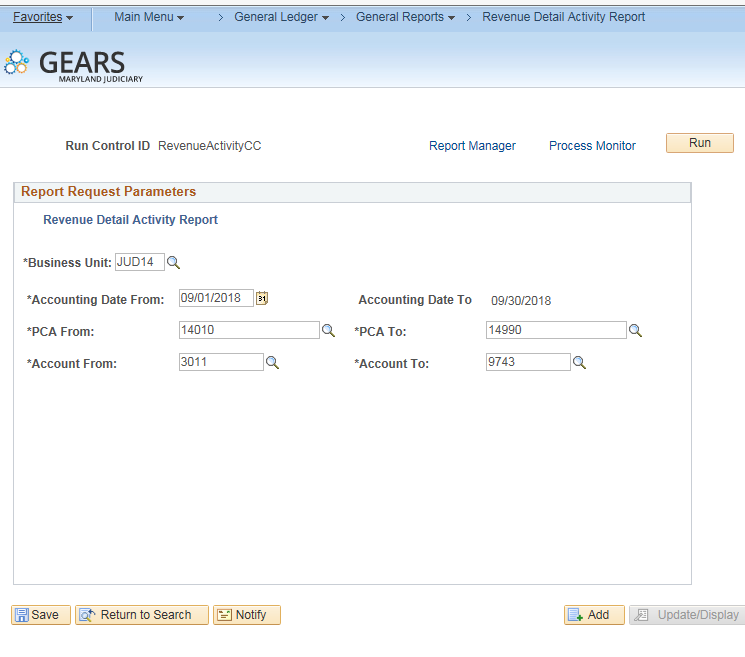 Favorites Main Menu > General Ledger > General Reports > Revenue Detail Activity Report
GEARS
MARYLAND JUDICIARY
Run Control ID RevenueActivityCC Report Manager Process Monitor Run
Report Request Parameters
Revenue Detail Activity Report
*Business Unit: JUD14
*Accounting Date From: 09/01/2018 31 Accounting Date To 09/30/2018
*PCA From: 14010 *PCA To: 14990
*Account From: 3011 *Account To: 9743
Save Return to Search Notify Add Update/Display